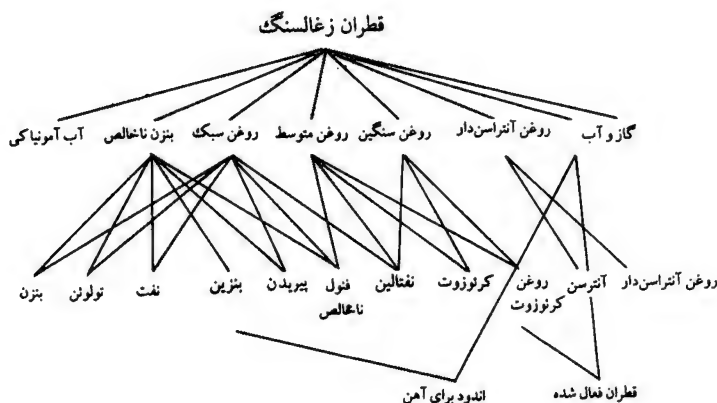 قطران زغالسنگ
گاز و آب
روغن آنتراسن‌دار
روغن سنگین
روغن متوسط
روغن سبک
بنزن ناخالص
آب آمونیاکی
روغن آنتراسن‌دار
آنترسن
روغن
کرئوزوت
کرئوزوت
نفتالین
فنول
ناخالص
پیریدن
بنزین
نفت
تولوئن
بنزن
قطران فعال شده
اندود برای آهن